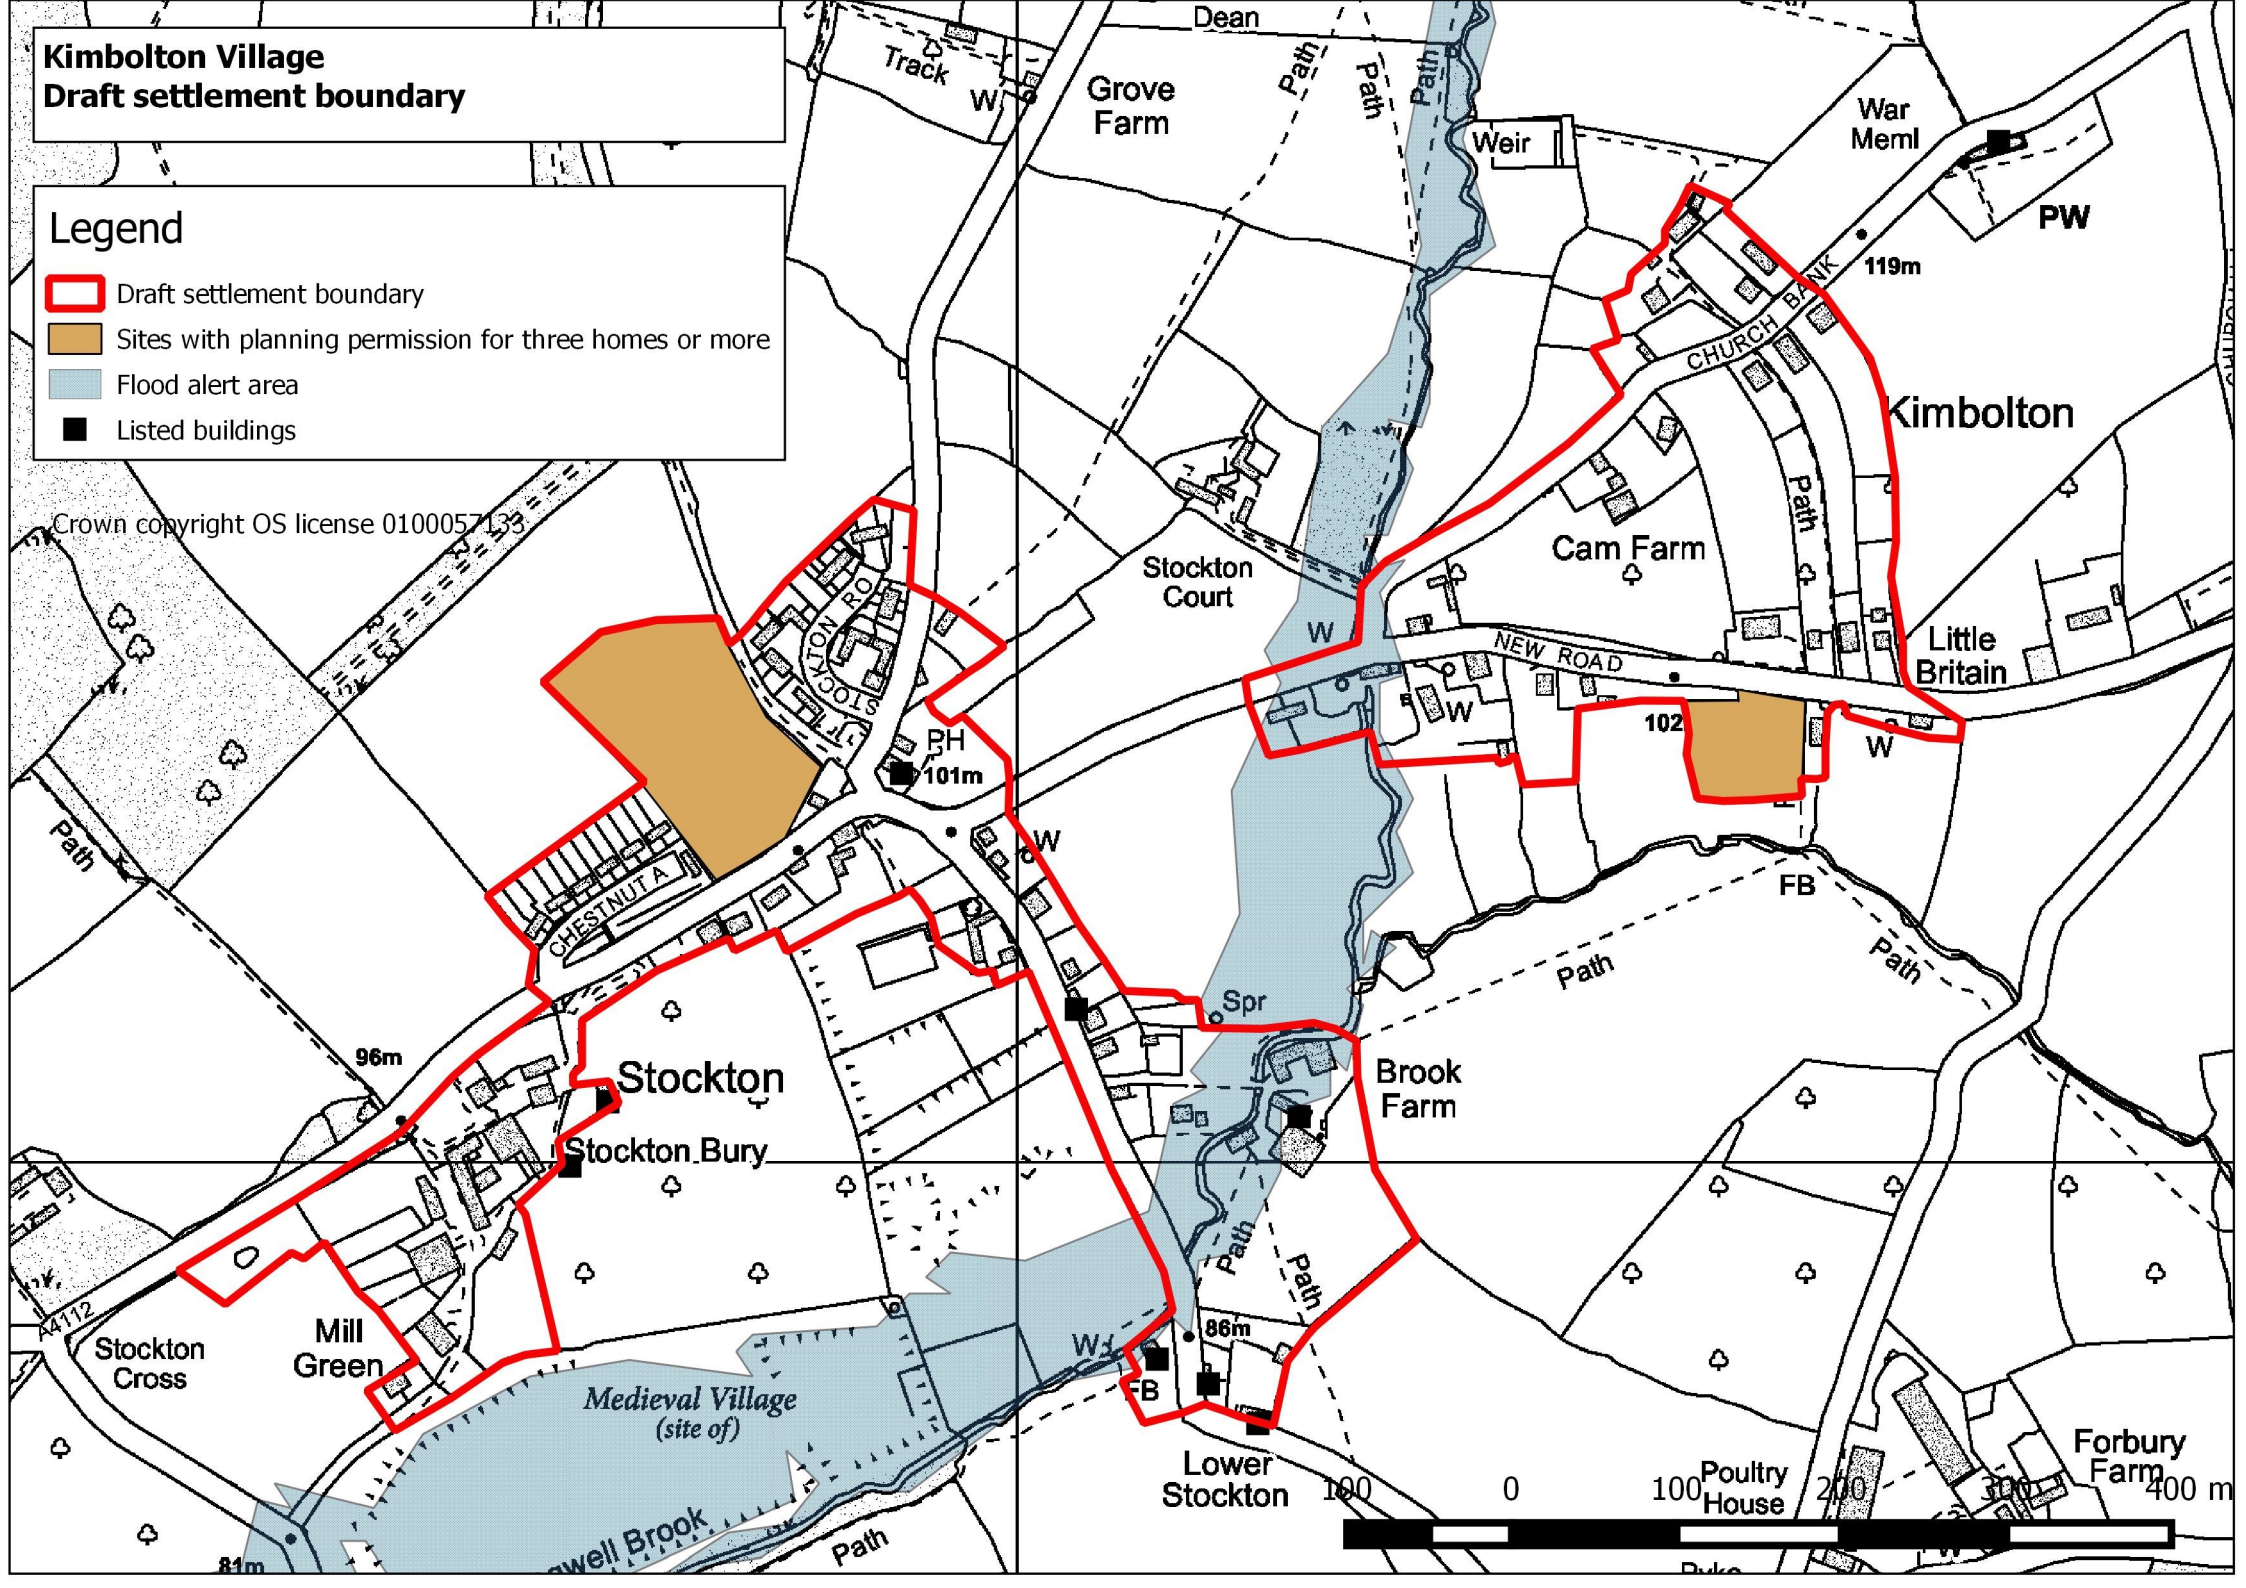 Kimbolton Village
Draft settlement boundary
Legend
Draft settlement boundary
Sites with planning permission for three homes or more
Flood alert area
Listed buildings
Crown copyright OS license 0100057133
Dean
Track
W
Grove
Farm
Path
Path
Path
Weir
War
Meml
PW
119m
CHURCH BANK
Kimbolton
Path
Cam Farm
Stockton
Court
W
NEW ROAD
Little
Britain
102
W
W
STOCKTON RO
PH
101m
W
CHESTNUT A
Path
FB
Path
Path
Spr
96m
Stockton
Stockton Bury
Brook
Farm
Path
Path
A4112
Stockton
Cross
Mill
Green
86m
W
FB
Medieval Village
(site of)
Lower
Stockton
Poultry
House
Forbury
Farm
100 0 100 200 300 400 m
gwell Brook
Path
81m
W